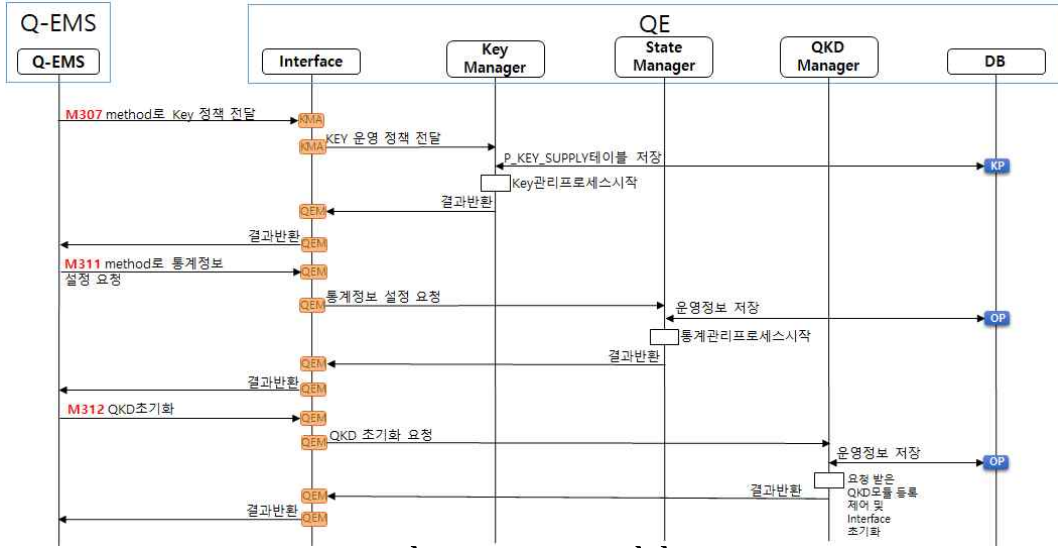 Q-EMS
QE
Q-EMS
Interface
Key
Manager
State
Manager
QKD
Manager
DB
M307 method로 Key 정책 전달
KMA
KMA
KEY 운영 정책 전달
P_KEY_SUPPLY테이블 저장
KP
Key관리프로세스시작
결과반환
QEM
결과반환
QEM
M311 method로 통계정보
설정 요청
QEM
QEM
통계정보 설정 요청
운영정보 저장
OP
통계관리프로세스시작
결과반환
QEM
결과반환
QEM
M312 QKD초기화
QEM
QEM
QKD 초기화 요청
운영정보 저장
OP
요청 받은
QKD모듈 등록
제어 및
Interface
초기화
결과반환
QEM
결과반환
QEM